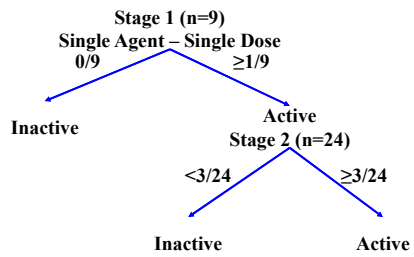 Stage 1 (n=9)
Single Agent – Single Dose
0/9
≥1/9
Inactive
Active
Stage 2 (n=24)
<3/24
≥3/24
Inactive
Active